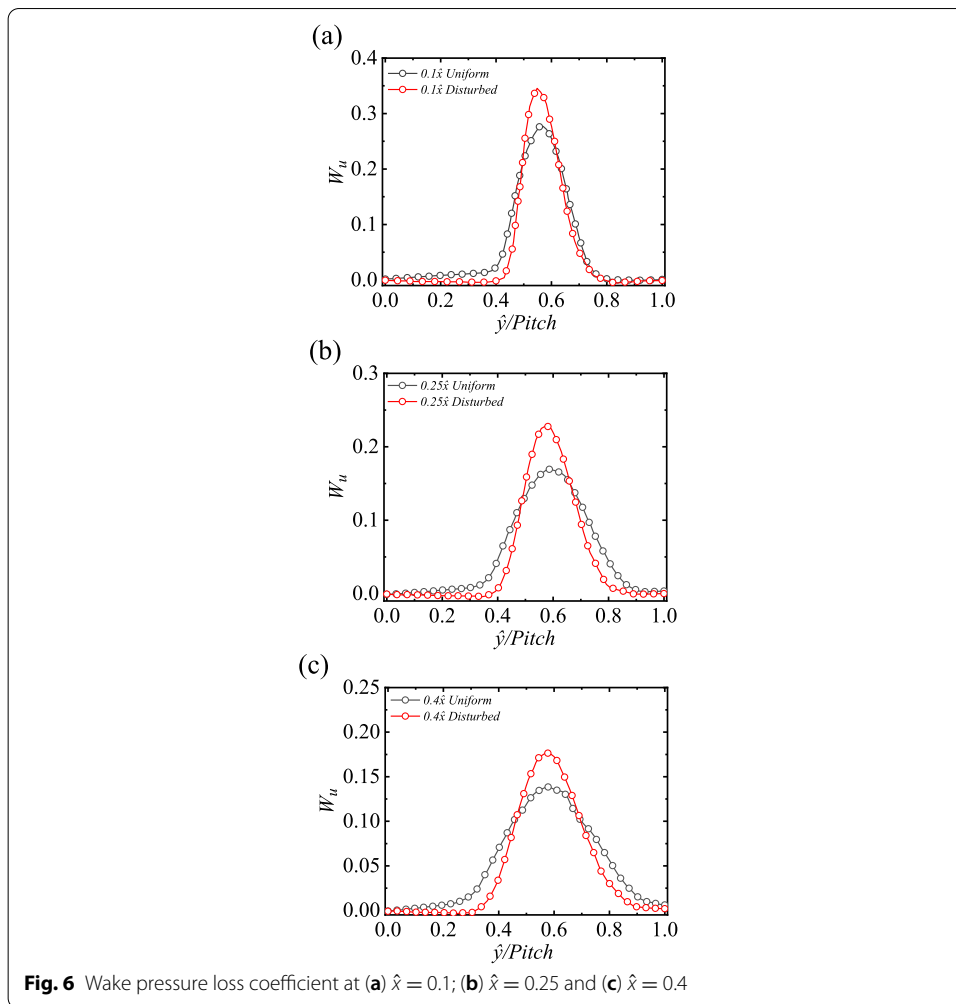 (a)
0.4
0.1x̂ Uniform
0.1x̂ Disturbed
0.3
W_u
0.2
0.1
0.0
0.0 0.2 0.4 0.6 0.8 1.0
ŷ/Pitch
(b)
0.3
0.25x̂ Uniform
0.25x̂ Disturbed
0.2
W_u
0.1
0.0
0.0 0.2 0.4 0.6 0.8 1.0
ŷ/Pitch
(c)
0.25
0.4x̂ Uniform
0.4x̂ Disturbed
0.20
0.15
W_u
0.10
0.05
0.00
0.0 0.2 0.4 0.6 0.8 1.0
ŷ/Pitch
Fig. 6 Wake pressure loss coefficient at (a) x̂ = 0.1; (b) x̂ = 0.25 and (c) x̂ = 0.4